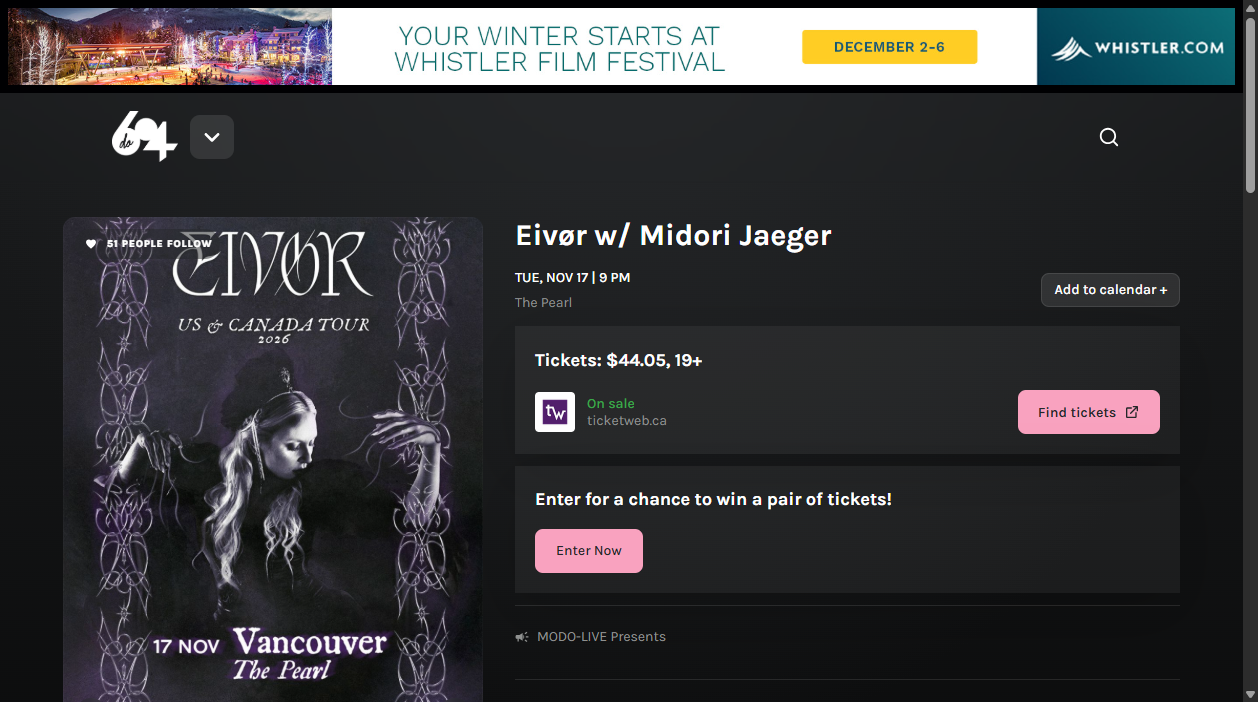 YOUR WINTER STARTS AT
WHISTLER FILM FESTIVAL
DECEMBER 2-6
WHISTLER.COM
do604
51 PEOPLE FOLLOW
EIVØR
US & CANADA TOUR
2026
17 NOV Vancouver
The Pearl
Eivør w/ Midori Jaeger
TUE, NOV 17 | 9 PM
The Pearl
Add to calendar +
Tickets: $44.05, 19+
tw
On sale
ticketweb.ca
Find tickets
Enter for a chance to win a pair of tickets!
Enter Now
MODO-LIVE Presents